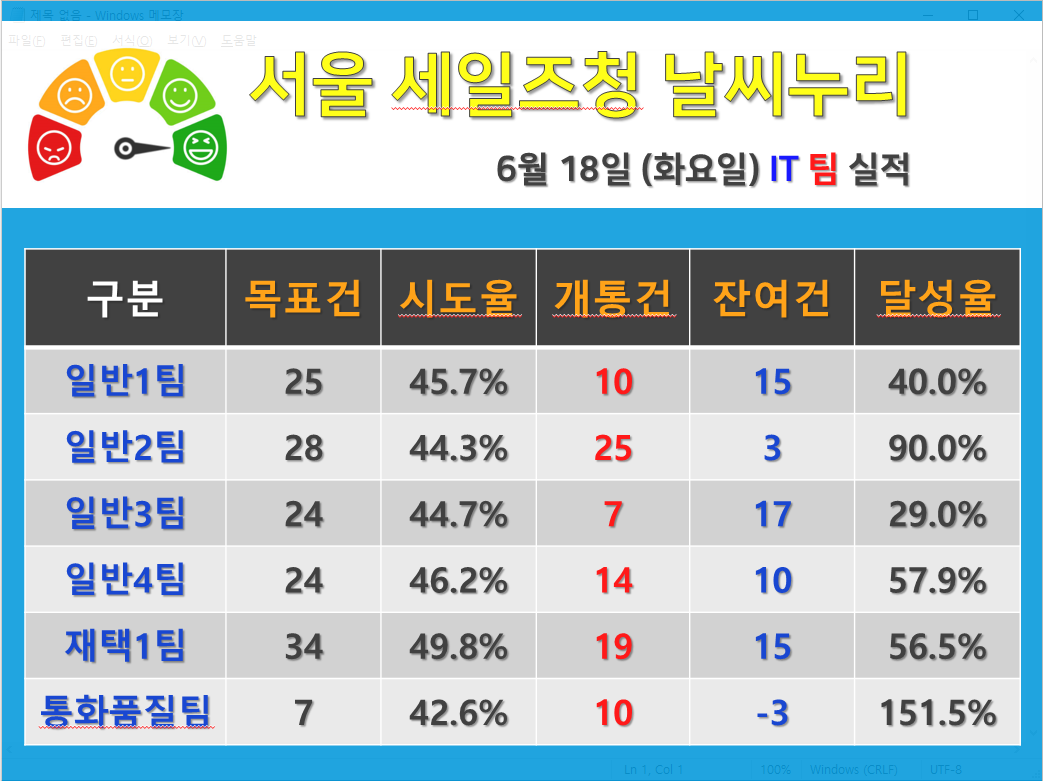 제목 없음 - Windows 메모장
파일(F) 편집(E) 서식(O) 보기(V) 도움말
서울 세일즈청 날씨누리
6월 18일 (화요일) IT 팀 실적
구분 목표건 시도율 개통건 잔여건 달성율
일반1팀 25 45.7% 10 15 40.0%
일반2팀 28 44.3% 25 3 90.0%
일반3팀 24 44.7% 7 17 29.0%
일반4팀 24 46.2% 14 10 57.9%
재택1팀 34 49.8% 19 15 56.5%
통화품질팀 7 42.6% 10 -3 151.5%
Ln 1, Col 1 100% Windows (CRLF) UTF-8